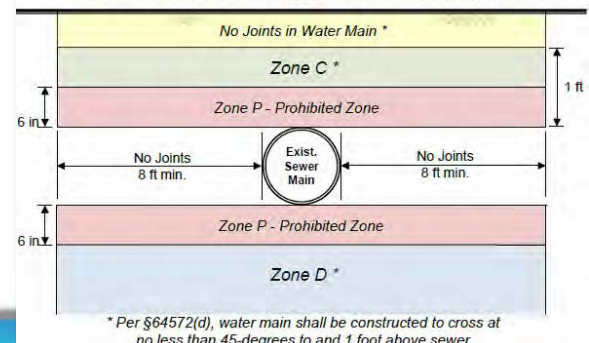 No Joints in Water Main *
Zone C *
1 ft
Zone P - Prohibited Zone
6 in
No Joints
8 ft min.
Exist.
Sewer
Main
No Joints
8 ft min.
Zone P - Prohibited Zone
6 in
Zone D *
* Per §64572(d), water main shall be constructed to cross at
no less than 45-degrees to and 1 foot above sewer